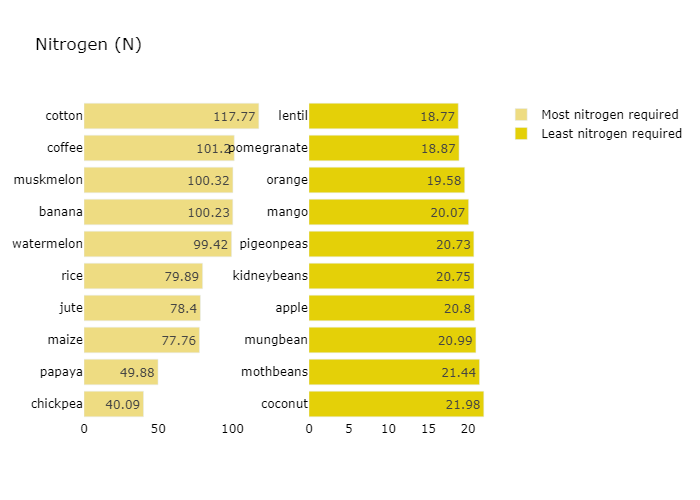 Nitrogen (N)
Most nitrogen required
Least nitrogen required
cotton 117.77
coffee 101.2
muskmelon 100.32
banana 100.23
watermelon 99.42
rice 79.89
jute 78.4
maize 77.76
papaya 49.88
chickpea 40.09
0 50 100
lentil 18.77
pomegranate 18.87
orange 19.58
mango 20.07
pigeonpeas 20.73
kidneybeans 20.75
apple 20.8
mungbean 20.99
mothbeans 21.44
coconut 21.98
0 5 10 15 20